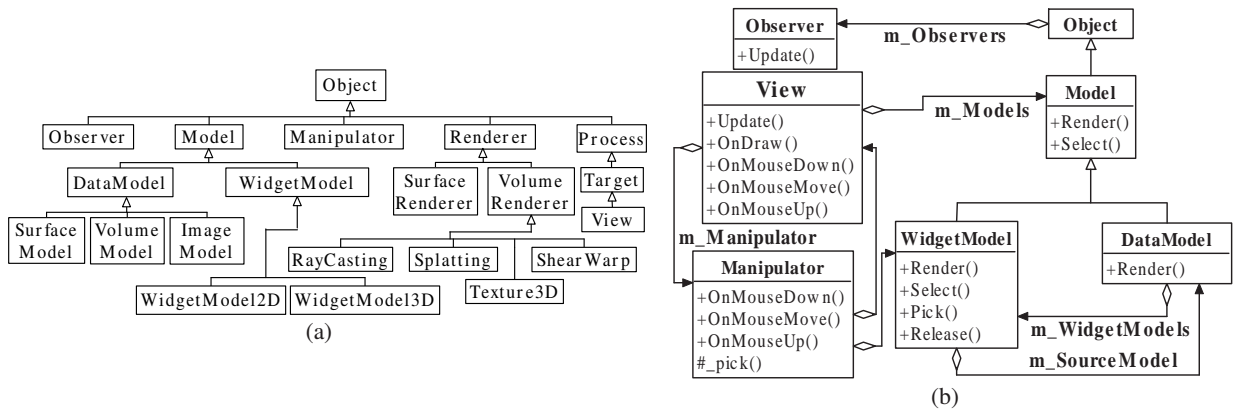 Object
Observer
Model
Manipulator
Renderer
Process
DataModel
WidgetModel
Surface
Renderer
Volume
Renderer
Target
Surface
Model
Volume
Model
Image
Model
View
RayCasting
Splatting
ShearWarp
WidgetModel2D
WidgetModel3D
Texture3D
(a)
Observer
+Update()
m_Observers
Object
View
+Update()
+OnDraw()
+OnMouseDown()
+OnMouseMove()
+OnMouseUp()
m_Models
Model
+Render()
+Select()
m_Manipulator
Manipulator
+OnMouseDown()
+OnMouseMove()
+OnMouseUp()
#_pick()
WidgetModel
+Render()
+Select()
+Pick()
+Release()
DataModel
+Render()
m_WidgetModels
m_SourceModel
(b)